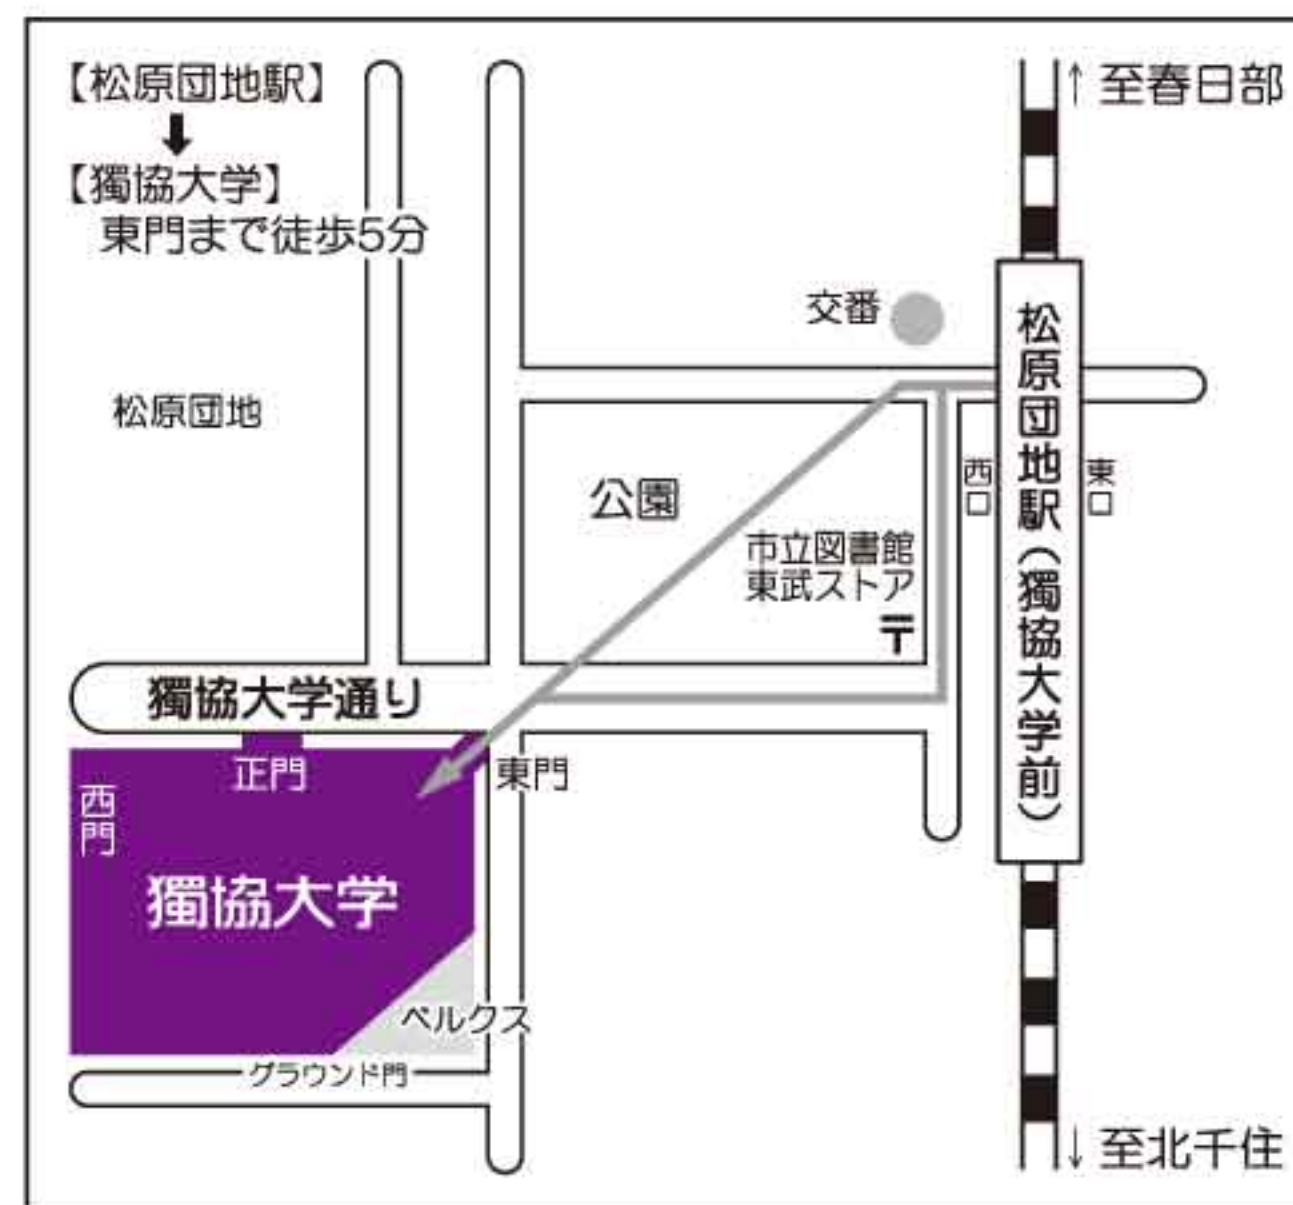 【松原団地駅】
↓
【獨協大学】
東門まで徒歩5分
↑至春日部
交番
松原団地駅(獨協大学前)
西口
東口
松原団地
公園
市立図書館
東武ストア
〒
獨協大学通り
正門
東門
西門
獨協大学
ベルクス
グラウンド門
↓至北千住